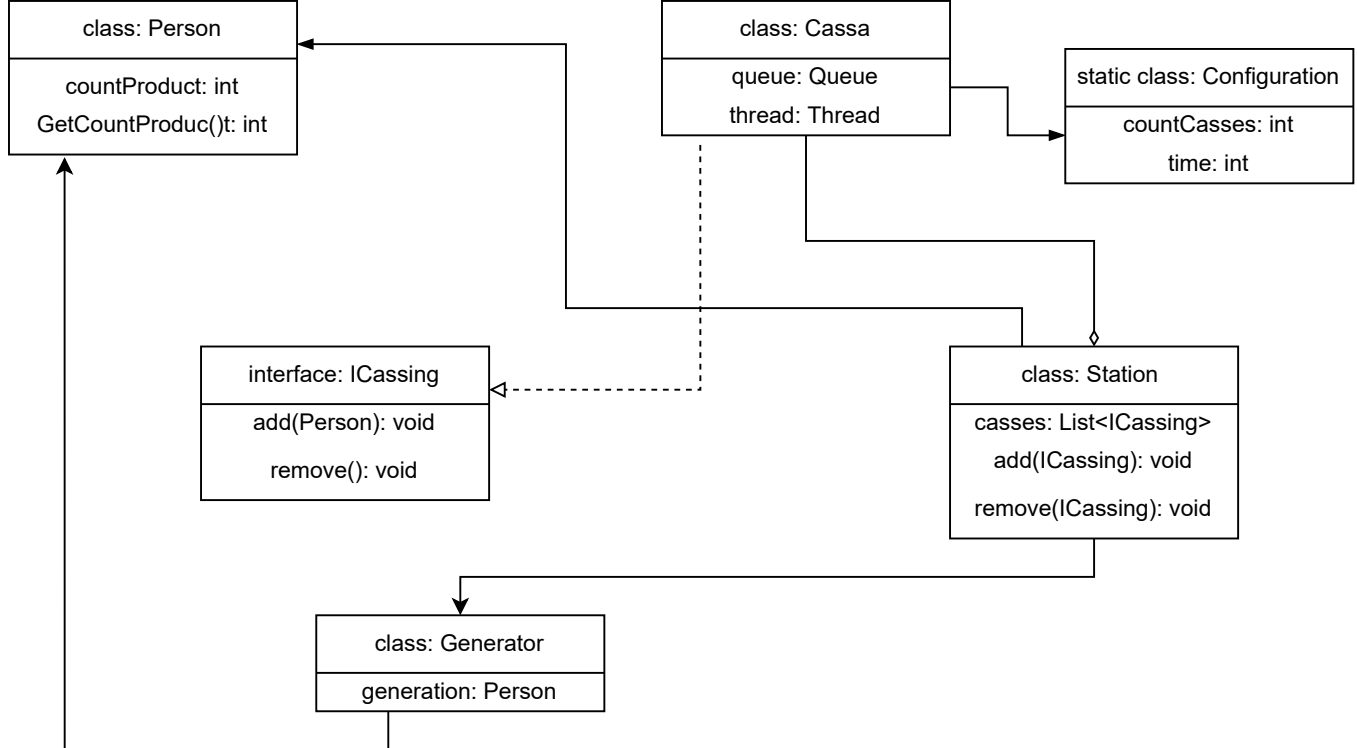 class: Person
countProduct: int
GetCountProduc()t: int
class: Cassa
queue: Queue
thread: Thread
static class: Configuration
countCasses: int
time: int
interface: ICassing
add(Person): void
remove(): void
class: Station
casses: List<ICassing>
add(ICassing): void
remove(ICassing): void
class: Generator
generation: Person